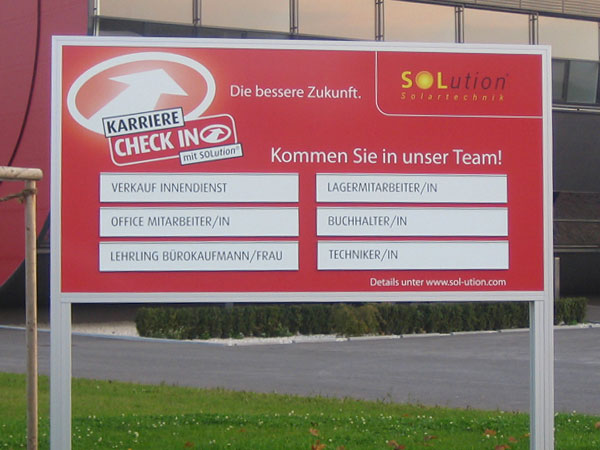 Die bessere Zukunft.
SOLution®
Solartechnik
KARRIERE
CHECK IN
mit SOLution®
Kommen Sie in unser Team!
VERKAUF INNENDIENST
OFFICE MITARBEITER/IN
LEHRLING BÜROKAUFMANN/FRAU
LAGERMITARBEITER/IN
BUCHHALTER/IN
TECHNIKER/IN
Details unter www.sol-ution.com